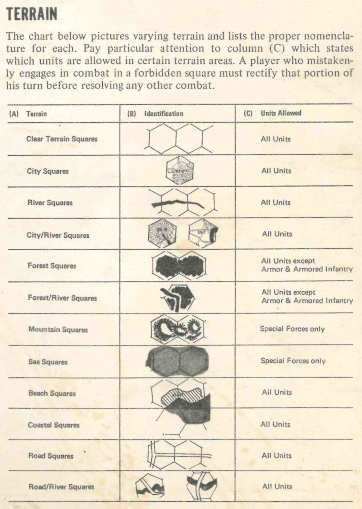 TERRAIN
The chart below pictures varying terrain and lists the proper nomencla-
ture for each. Pay particular attention to column (C) which states
which units are allowed in certain terrain areas. A player who mistaken-
ly engages in combat in a forbidden square must rectify that portion of
his turn before resolving any other combat.
(A) Terrain (B) Identification (C) Units Allowed
Clear Terrain Squares All Units
City Squares All Units
River Squares All Units
City/River Squares All Units
Forest Squares All Units except
Armor & Armored Infantry
Forest/River Squares All Units except
Armor & Armored Infantry
Mountain Squares Special Forces only
Sea Squares Special Forces only
Beach Squares All Units
Coastal Squares All Units
Road Squares All Units
Road/River Squares All Units